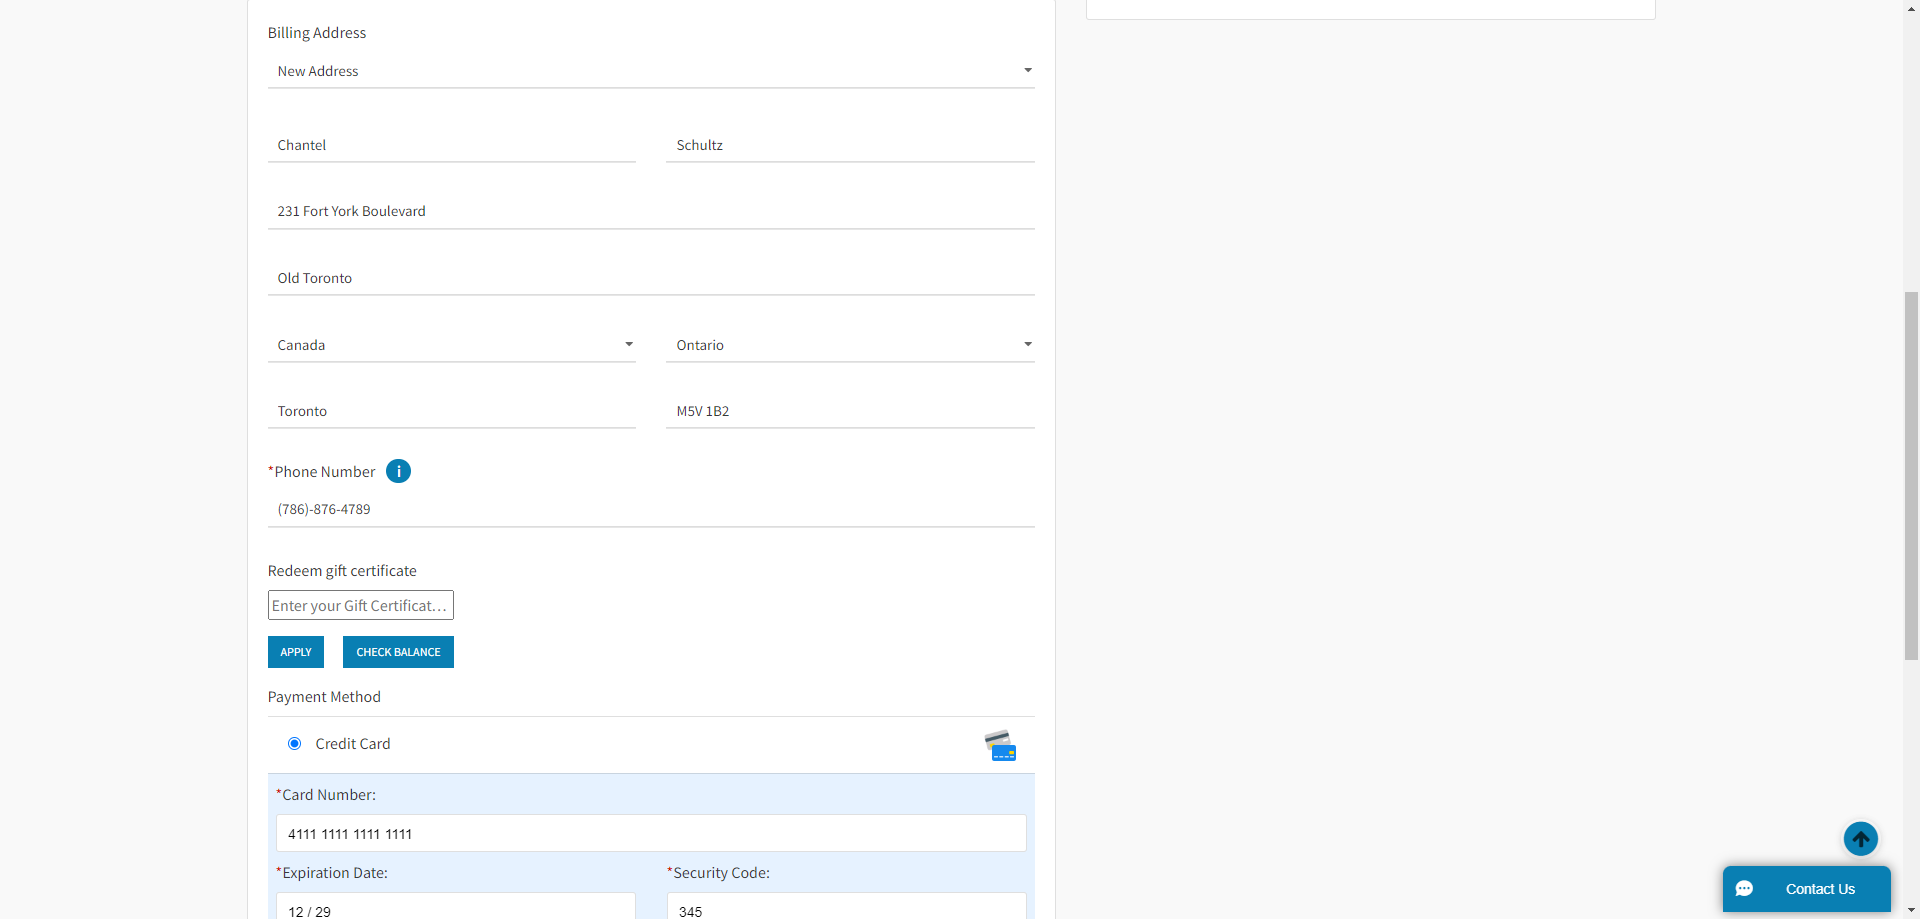 Billing Address
New Address
Chantel
Schultz
231 Fort York Boulevard
Old Toronto
Canada
Ontario
Toronto
M5V 1B2
*Phone Number i
(786)-876-4789
Redeem gift certificate
Enter your Gift Certificat...
APPLY
CHECK BALANCE
Payment Method
Credit Card
*Card Number:
4111 1111 1111 1111
*Expiration Date:
*Security Code:
12 / 29
345
Contact Us